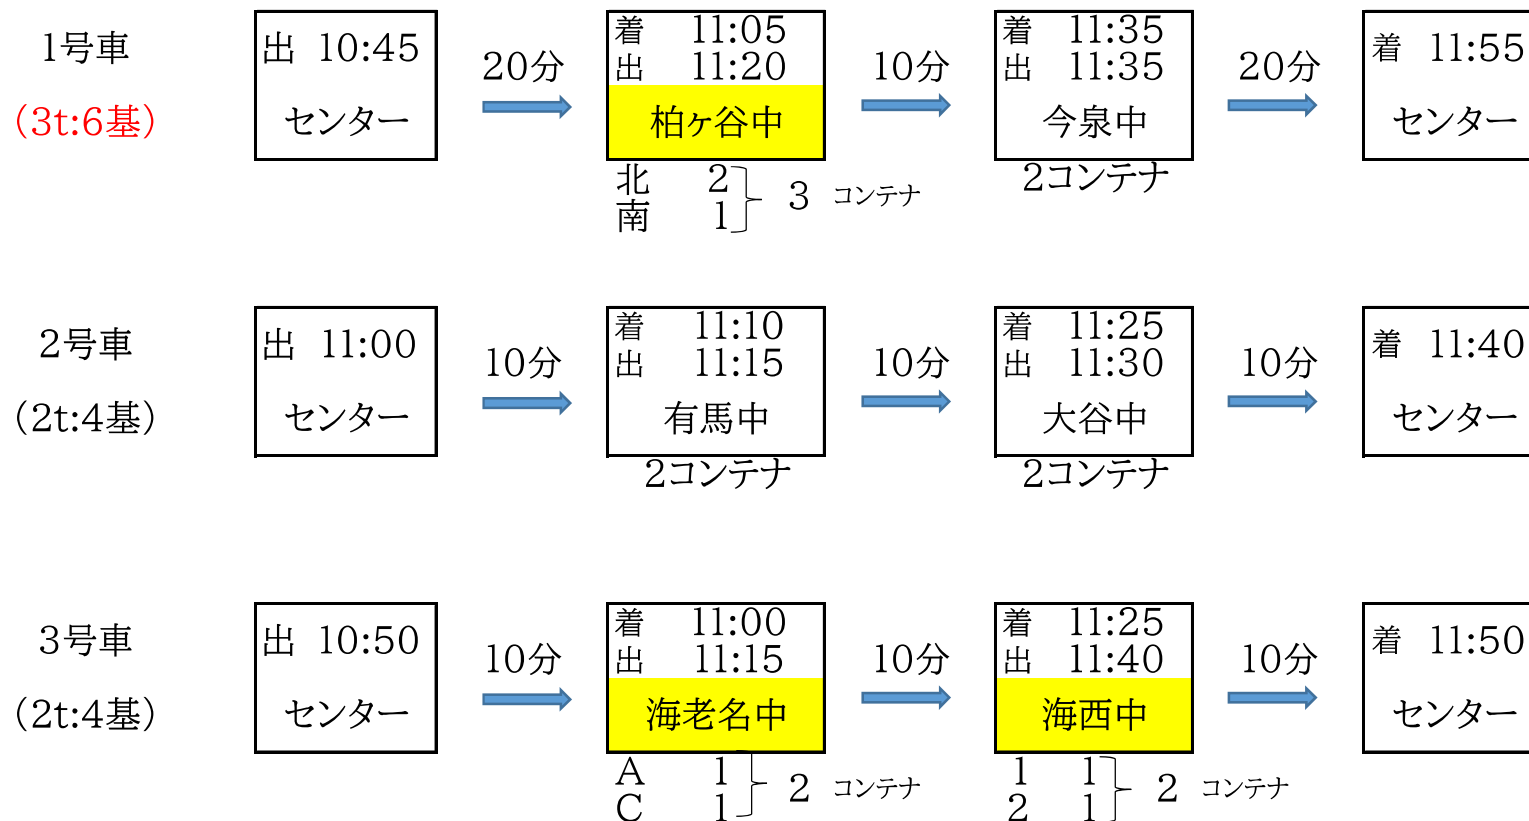 1号車
(3t:6基)
出 10:45
センター
20分
着 11:05
出 11:20
柏ヶ谷中
北 2
南 1
3 コンテナ
10分
着 11:35
出 11:35
今泉中
2コンテナ
20分
着 11:55
センター
2号車
(2t:4基)
出 11:00
センター
10分
着 11:10
出 11:15
有馬中
2コンテナ
10分
着 11:25
出 11:30
大谷中
2コンテナ
10分
着 11:40
センター
3号車
(2t:4基)
出 10:50
センター
10分
着 11:00
出 11:15
海老名中
A 1
C 1
2 コンテナ
10分
着 11:25
出 11:40
海西中
1 1
2 1
2 コンテナ
10分
着 11:50
センター